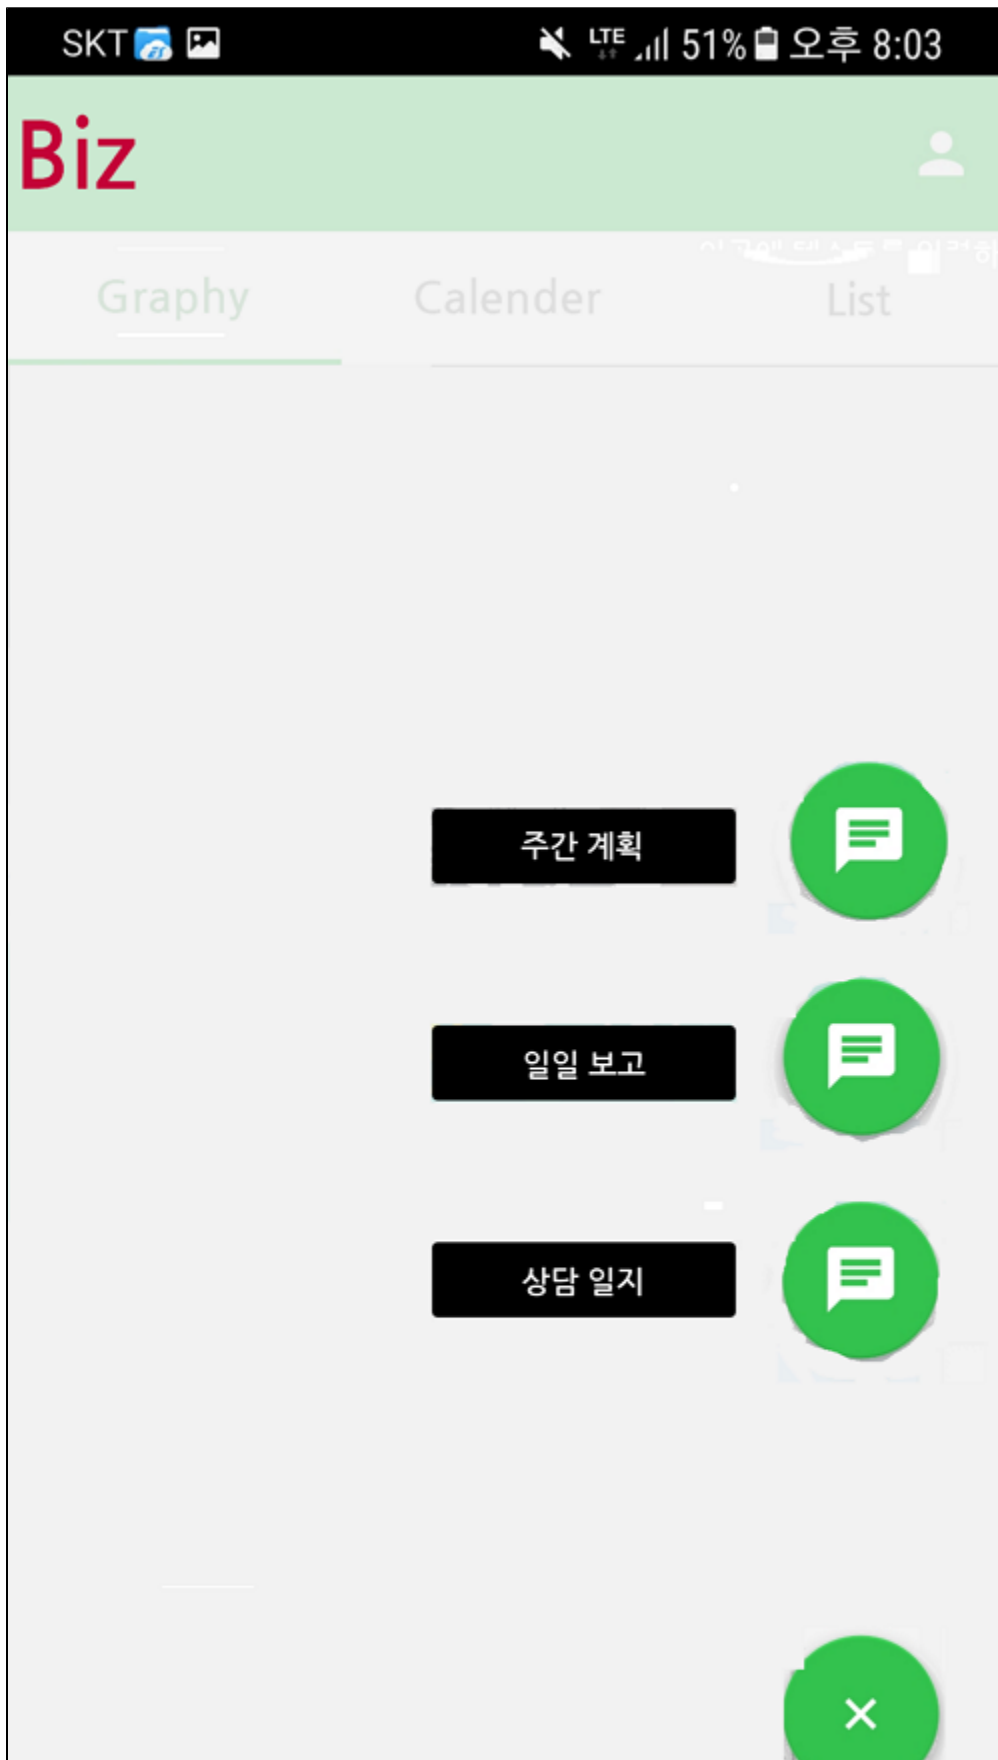 SKT LTE 51% 오후 8:03
Biz
Graphy Calender List
주간 계획
일일 보고
상담 일지